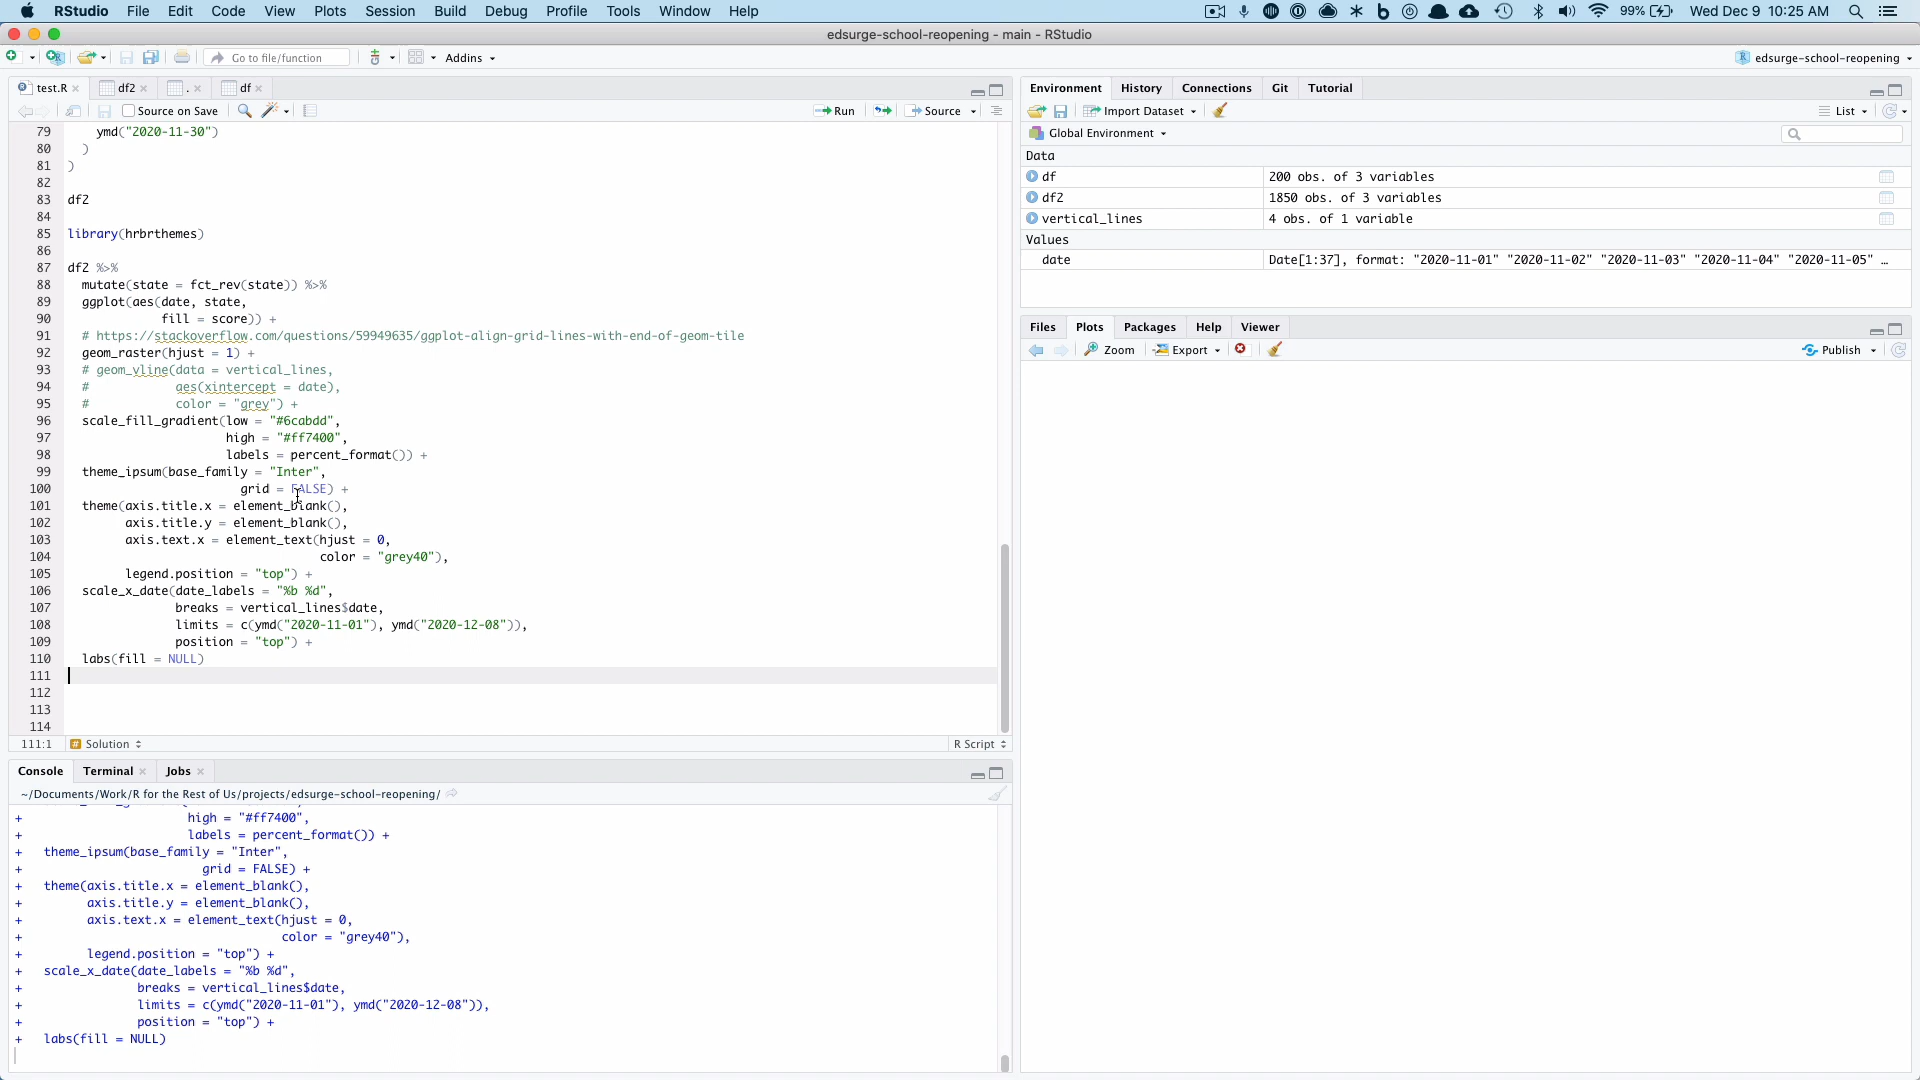 RStudio File Edit Code View Plots Session Build Debug Profile Tools Window Help 99% Wed Dec 9 10:25 AM
edsurge-school-reopening - main - RStudio
Go to file/function Addins edsurge-school-reopening
test.R df2 . df
Source on Save Run Source
79 ymd("2020-11-30")
80 )
81 )
82
83 df2
84
85 library(hrbrthemes)
86
87 df2 %>%
88 mutate(state = fct_rev(state)) %>%
89 ggplot(aes(date, state,
90 fill = score)) +
91 # https://stackoverflow.com/questions/59949635/ggplot-align-grid-lines-with-end-of-geom-tile
92 geom_raster(hjust = 1) +
93 # geom_vline(data = vertical_lines,
94 # aes(xintercept = date),
95 # color = "grey") +
96 scale_fill_gradient(low = "#6cabdd",
97 high = "#ff7400",
98 labels = percent_format()) +
99 theme_ipsum(base_family = "Inter",
100 grid = FALSE) +
101 theme(axis.title.x = element_blank(),
102 axis.title.y = element_blank(),
103 axis.text.x = element_text(hjust = 0,
104 color = "grey40"),
105 legend.position = "top") +
106 scale_x_date(date_labels = "%b %d",
107 breaks = vertical_lines$date,
108 limits = c(ymd("2020-11-01"), ymd("2020-12-08")),
109 position = "top") +
110 labs(fill = NULL)
111
112
113
114
111:1 # Solution R Script
Console Terminal Jobs
~/Documents/Work/R for the Rest of Us/projects/edsurge-school-reopening/
+ high = "#ff7400",
+ labels = percent_format()) +
+ theme_ipsum(base_family = "Inter",
+ grid = FALSE) +
+ theme(axis.title.x = element_blank(),
+ axis.title.y = element_blank(),
+ axis.text.x = element_text(hjust = 0,
+ color = "grey40"),
+ legend.position = "top") +
+ scale_x_date(date_labels = "%b %d",
+ breaks = vertical_lines$date,
+ limits = c(ymd("2020-11-01"), ymd("2020-12-08")),
+ position = "top") +
+ labs(fill = NULL)
Environment History Connections Git Tutorial
Import Dataset List
Global Environment
Data
df 200 obs. of 3 variables
df2 1850 obs. of 3 variables
vertical_lines 4 obs. of 1 variable
Values
date Date[1:37], format: "2020-11-01" "2020-11-02" "2020-11-03" "2020-11-04" "2020-11-05" …
Files Plots Packages Help Viewer
Zoom Export Publish